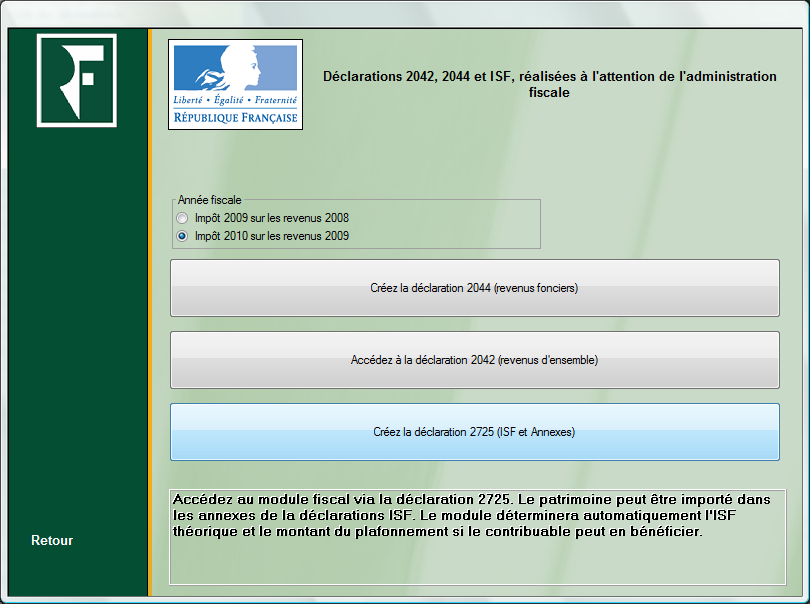 F
Liberté • Égalité • Fraternité
RÉPUBLIQUE FRANÇAISE
Déclarations 2042, 2044 et ISF, réalisées à l'attention de l'administration
fiscale
Année fiscale
Impôt 2009 sur les revenus 2008
Impôt 2010 sur les revenus 2009
Créez la déclaration 2044 (revenus fonciers)
Accédez à la déclaration 2042 (revenus d'ensemble)
Créez la déclaration 2725 (ISF et Annexes)
Accédez au module fiscal via la déclaration 2725. Le patrimoine peut être importé dans
les annexes de la déclarations ISF. Le module déterminera automatiquement l'ISF
théorique et le montant du plafonnement si le contribuable peut en bénéficier.
Retour